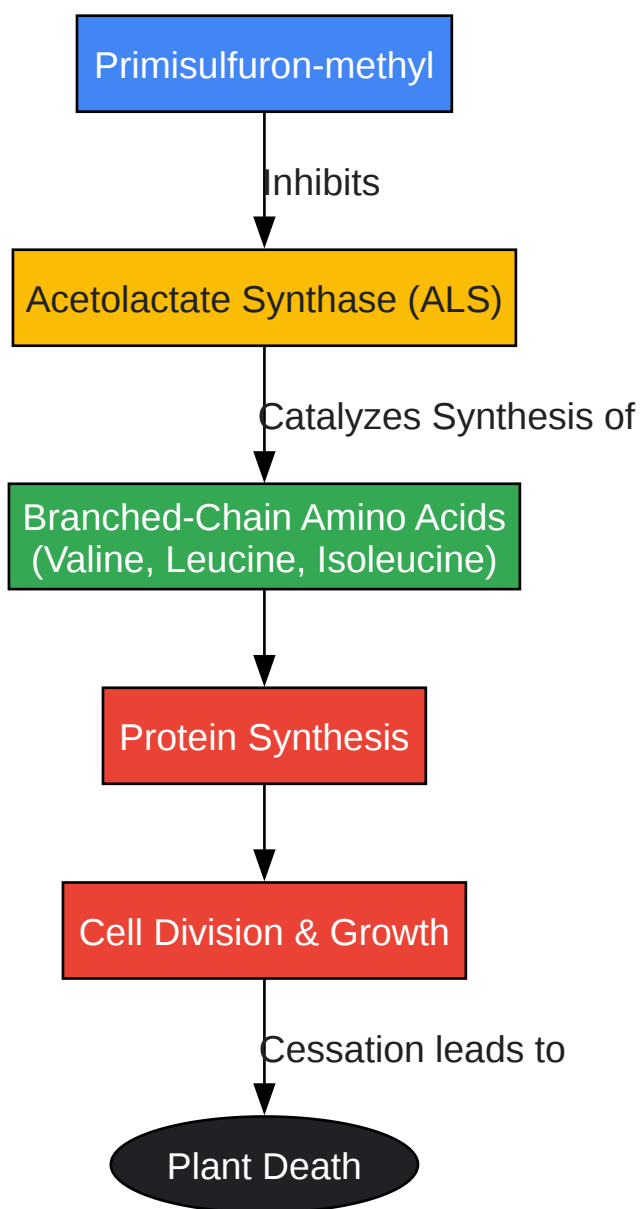 Primisulfuron-methyl
Inhibits
Acetolactate Synthase (ALS)
Catalyzes Synthesis of
Branched-Chain Amino Acids
(Valine, Leucine, Isoleucine)
Protein Synthesis
Cell Division & Growth
Cessation leads to
Plant Death